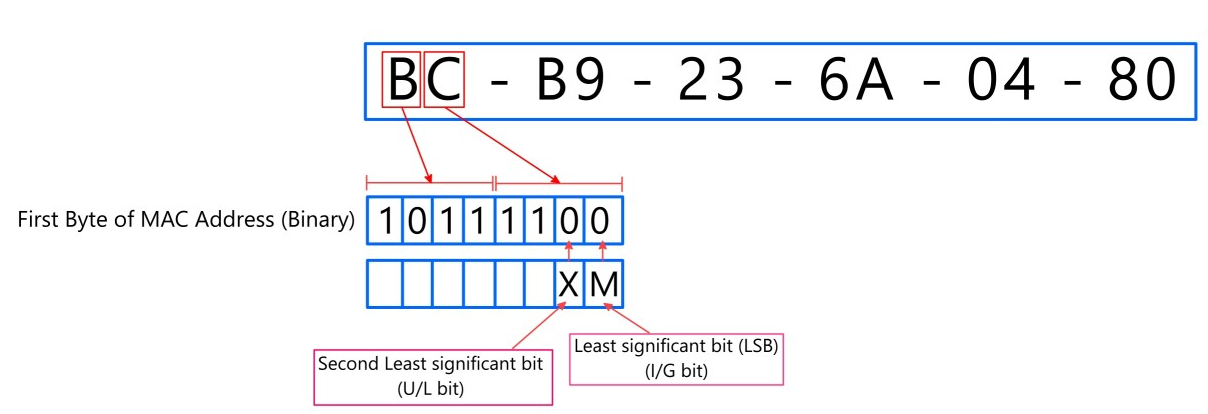 BC - B9 - 23 - 6A - 04 - 80
First Byte of MAC Address (Binary)
1 0 1 1 1 1 0 0
X M
Second Least significant bit
(U/L bit)
Least significant bit (LSB)
(I/G bit)